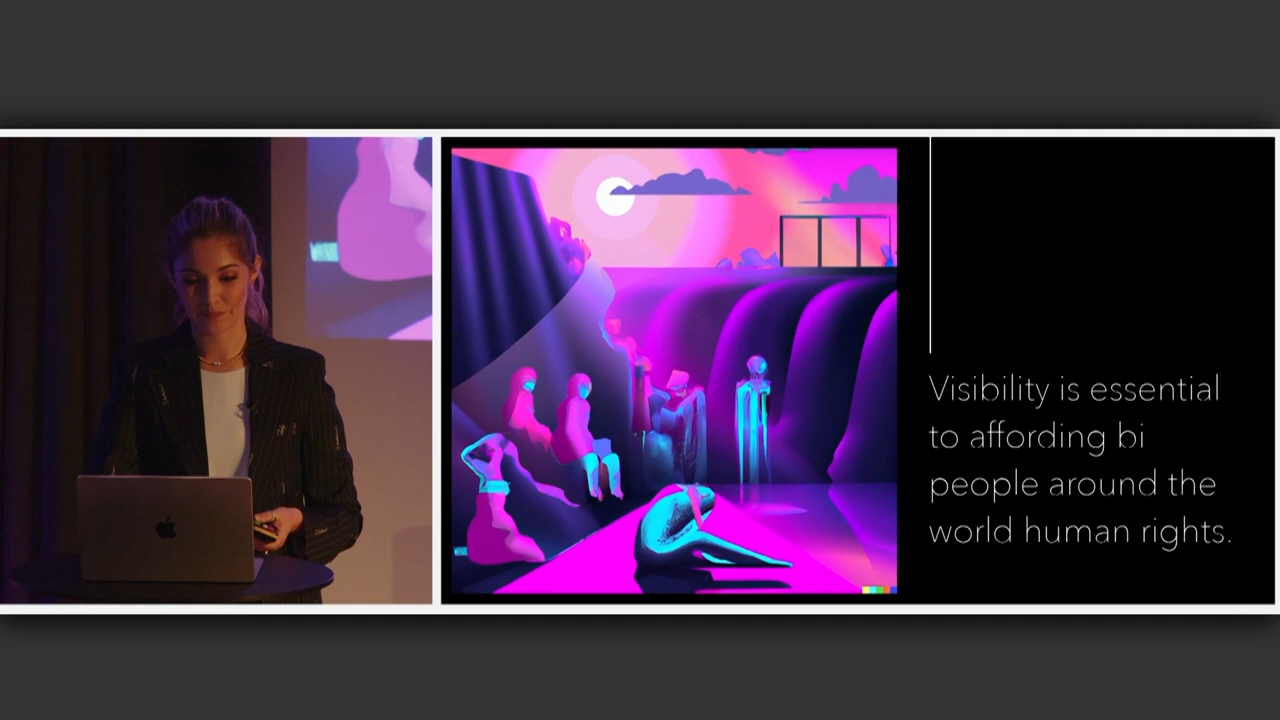 Visibility is essential
to affording bi
people around the
world human rights.